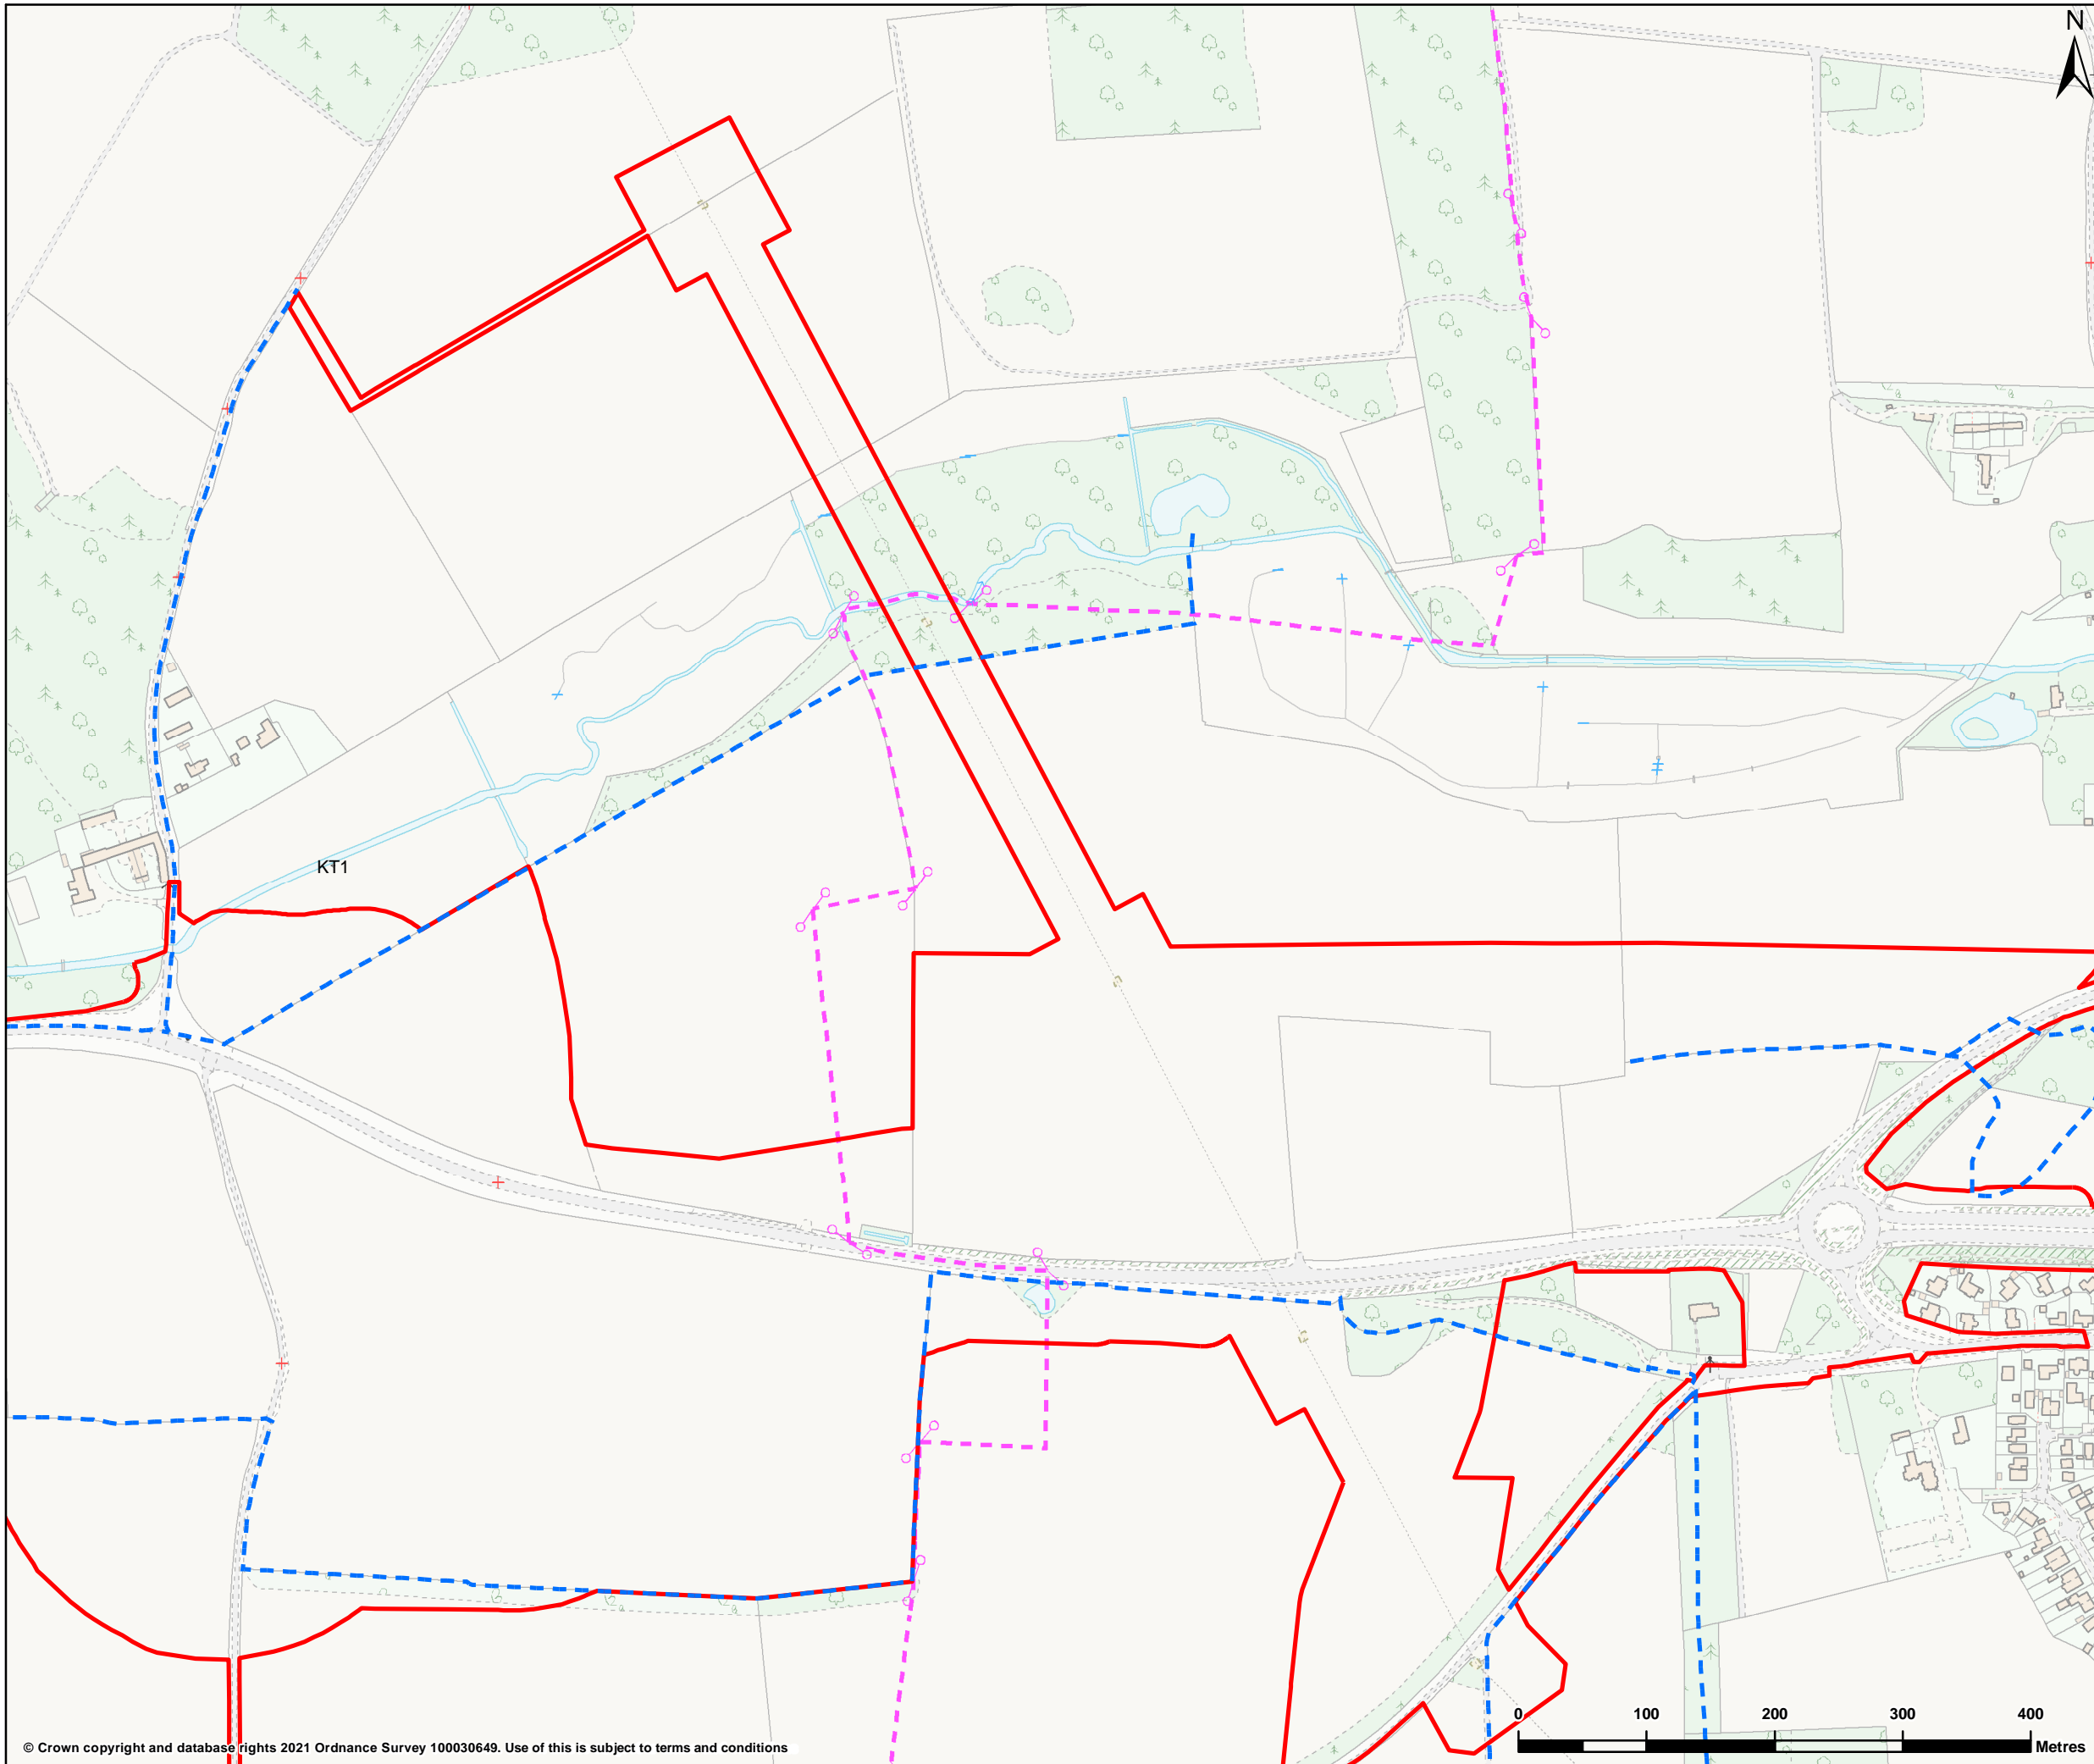 N
KT1
0 100 200 300 400
Metres
© Crown copyright and database rights 2021 Ordnance Survey 100030649. Use of this is subject to terms and conditions